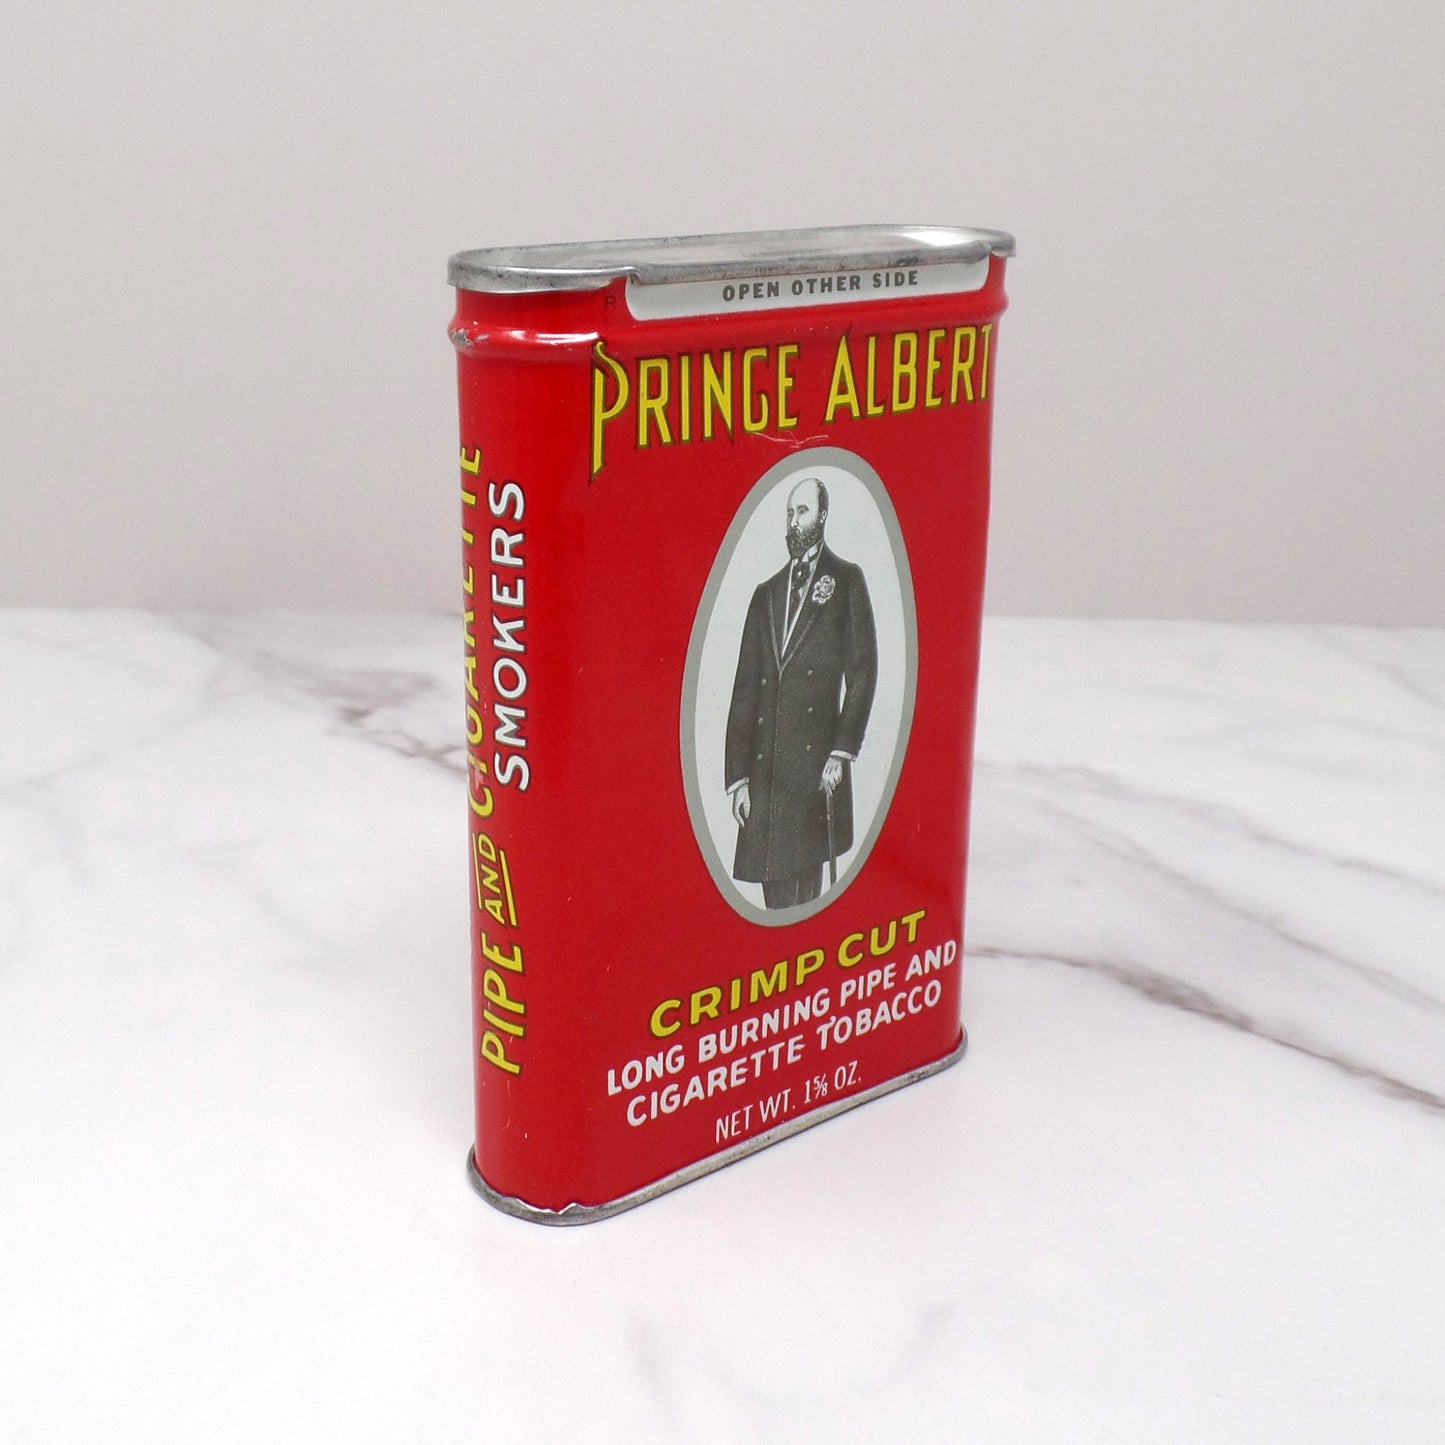 OPEN OTHER SIDE
R
PRINCE ALBERT
CRIMP CUT
LONG BURNING PIPE AND
CIGARETTE TOBACCO
NET WT. 1⅝ OZ.
PIPE AND CIGARETTE
SMOKERS